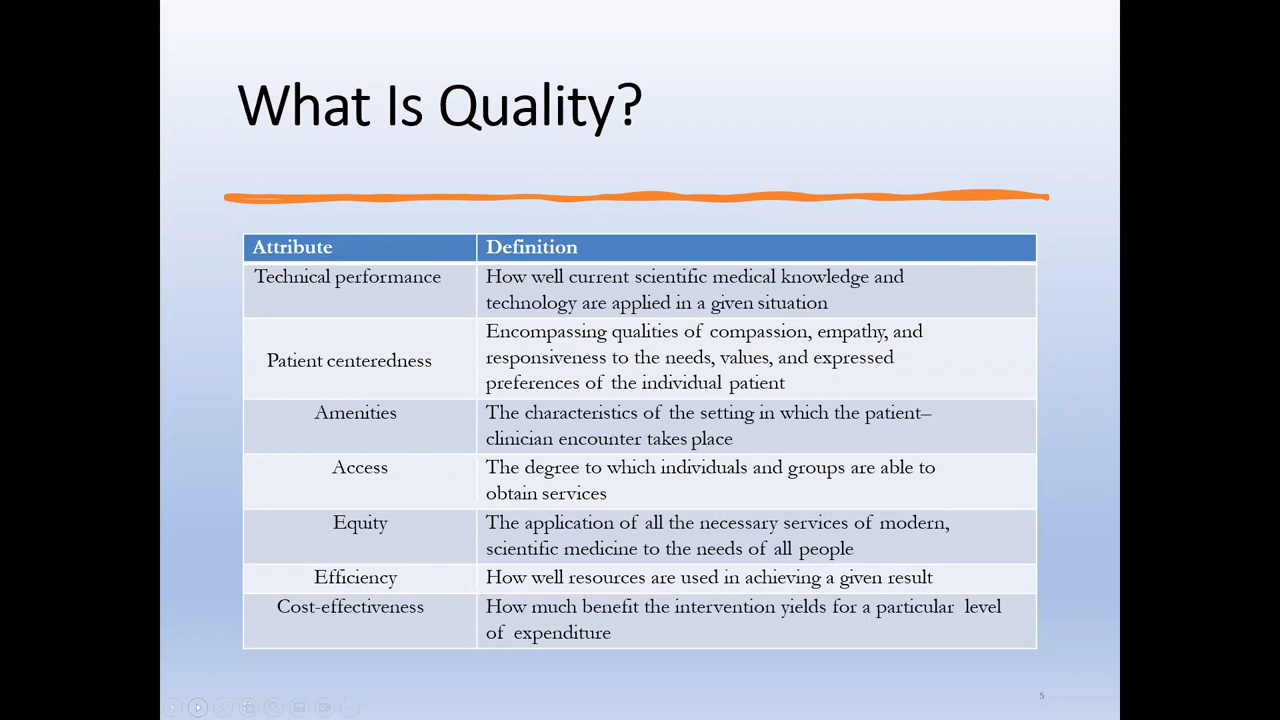 What Is Quality?
Attribute
Definition
Technical performance
How well current scientific medical knowledge and
technology are applied in a given situation
Patient centeredness
Encompassing qualities of compassion, empathy, and
responsiveness to the needs, values, and expressed
preferences of the individual patient
Amenities
The characteristics of the setting in which the patient–
clinician encounter takes place
Access
The degree to which individuals and groups are able to
obtain services
Equity
The application of all the necessary services of modern,
scientific medicine to the needs of all people
Efficiency
How well resources are used in achieving a given result
Cost-effectiveness
How much benefit the intervention yields for a particular level
of expenditure
5